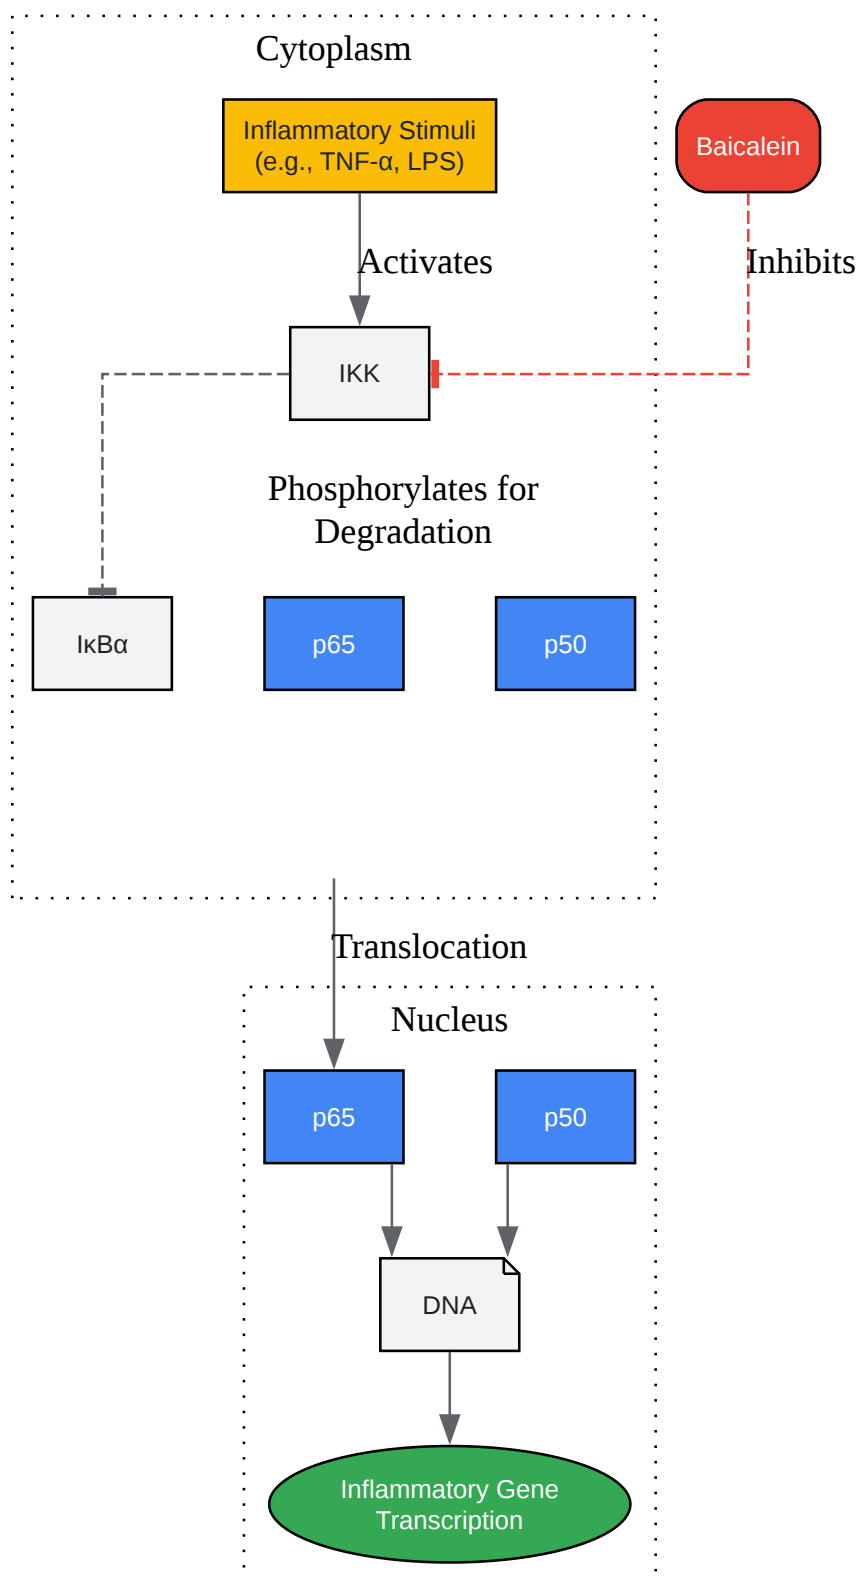 Cytoplasm
Inflammatory Stimuli
(e.g., TNF-α, LPS)
Baicalein
Activates
Inhibits
IKK
Phosphorylates for
Degradation
IκBα
p65
p50
Translocation
Nucleus
p65
p50
DNA
Inflammatory Gene
Transcription